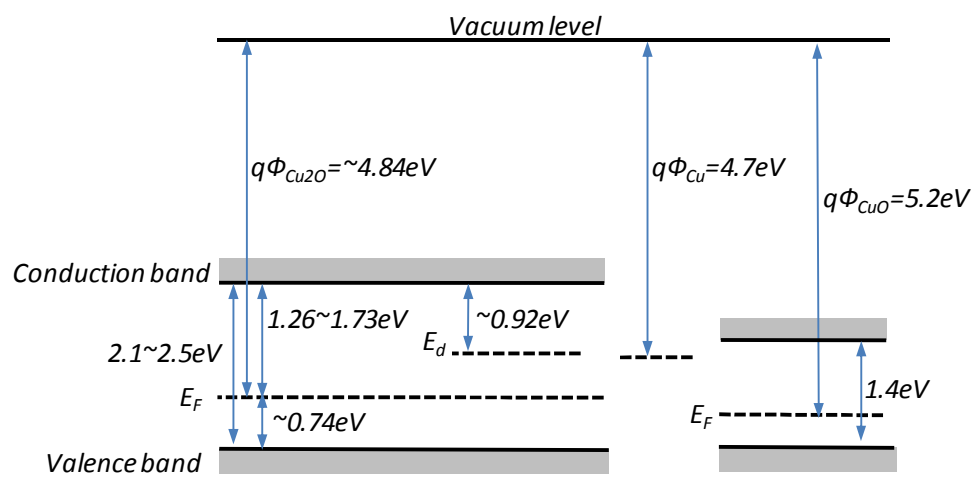 Vacuum level
qΦCu2O=~4.84eV
qΦCu=4.7eV
qΦCuO=5.2eV
Conduction band
1.26~1.73eV
~0.92eV
2.1~2.5eV
Ed
1.4eV
EF
EF
~0.74eV
Valence band